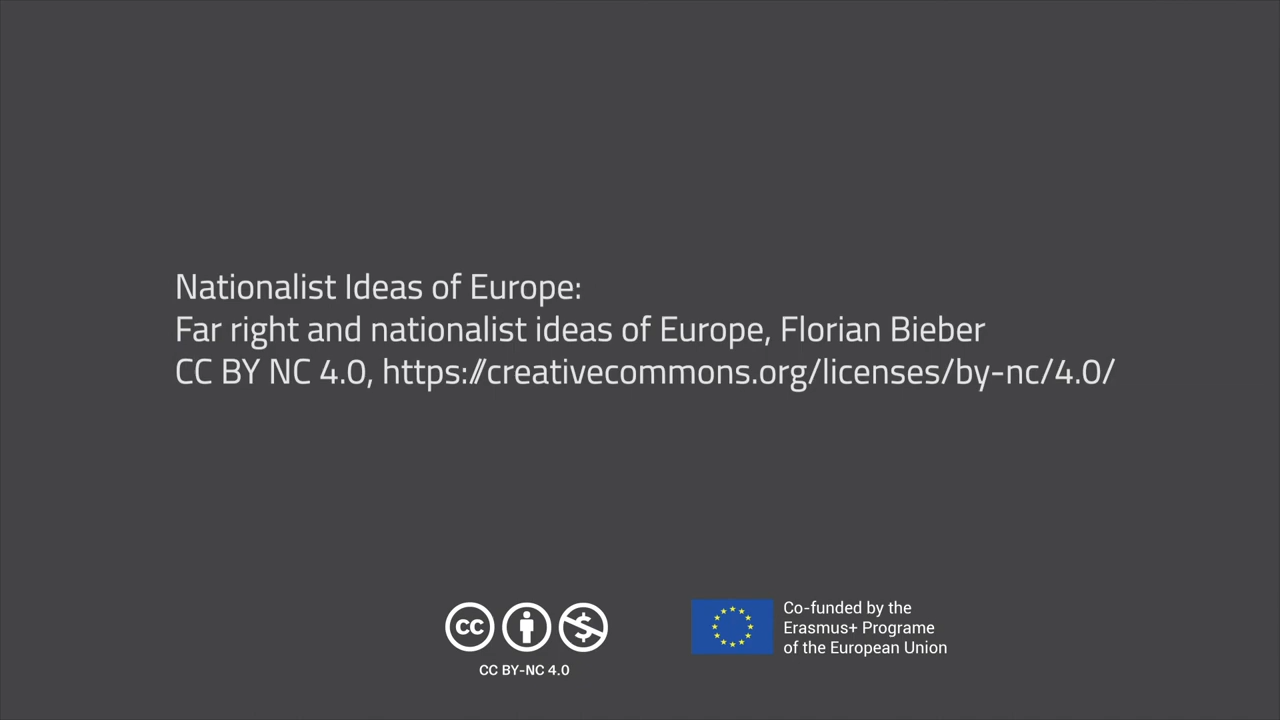 Nationalist Ideas of Europe:
Far right and nationalist ideas of Europe, Florian Bieber
CC BY NC 4.0, https://creativecommons.org/licenses/by-nc/4.0/
cc
CC BY-NC 4.0
Co-funded by the
Erasmus+ Programe
of the European Union